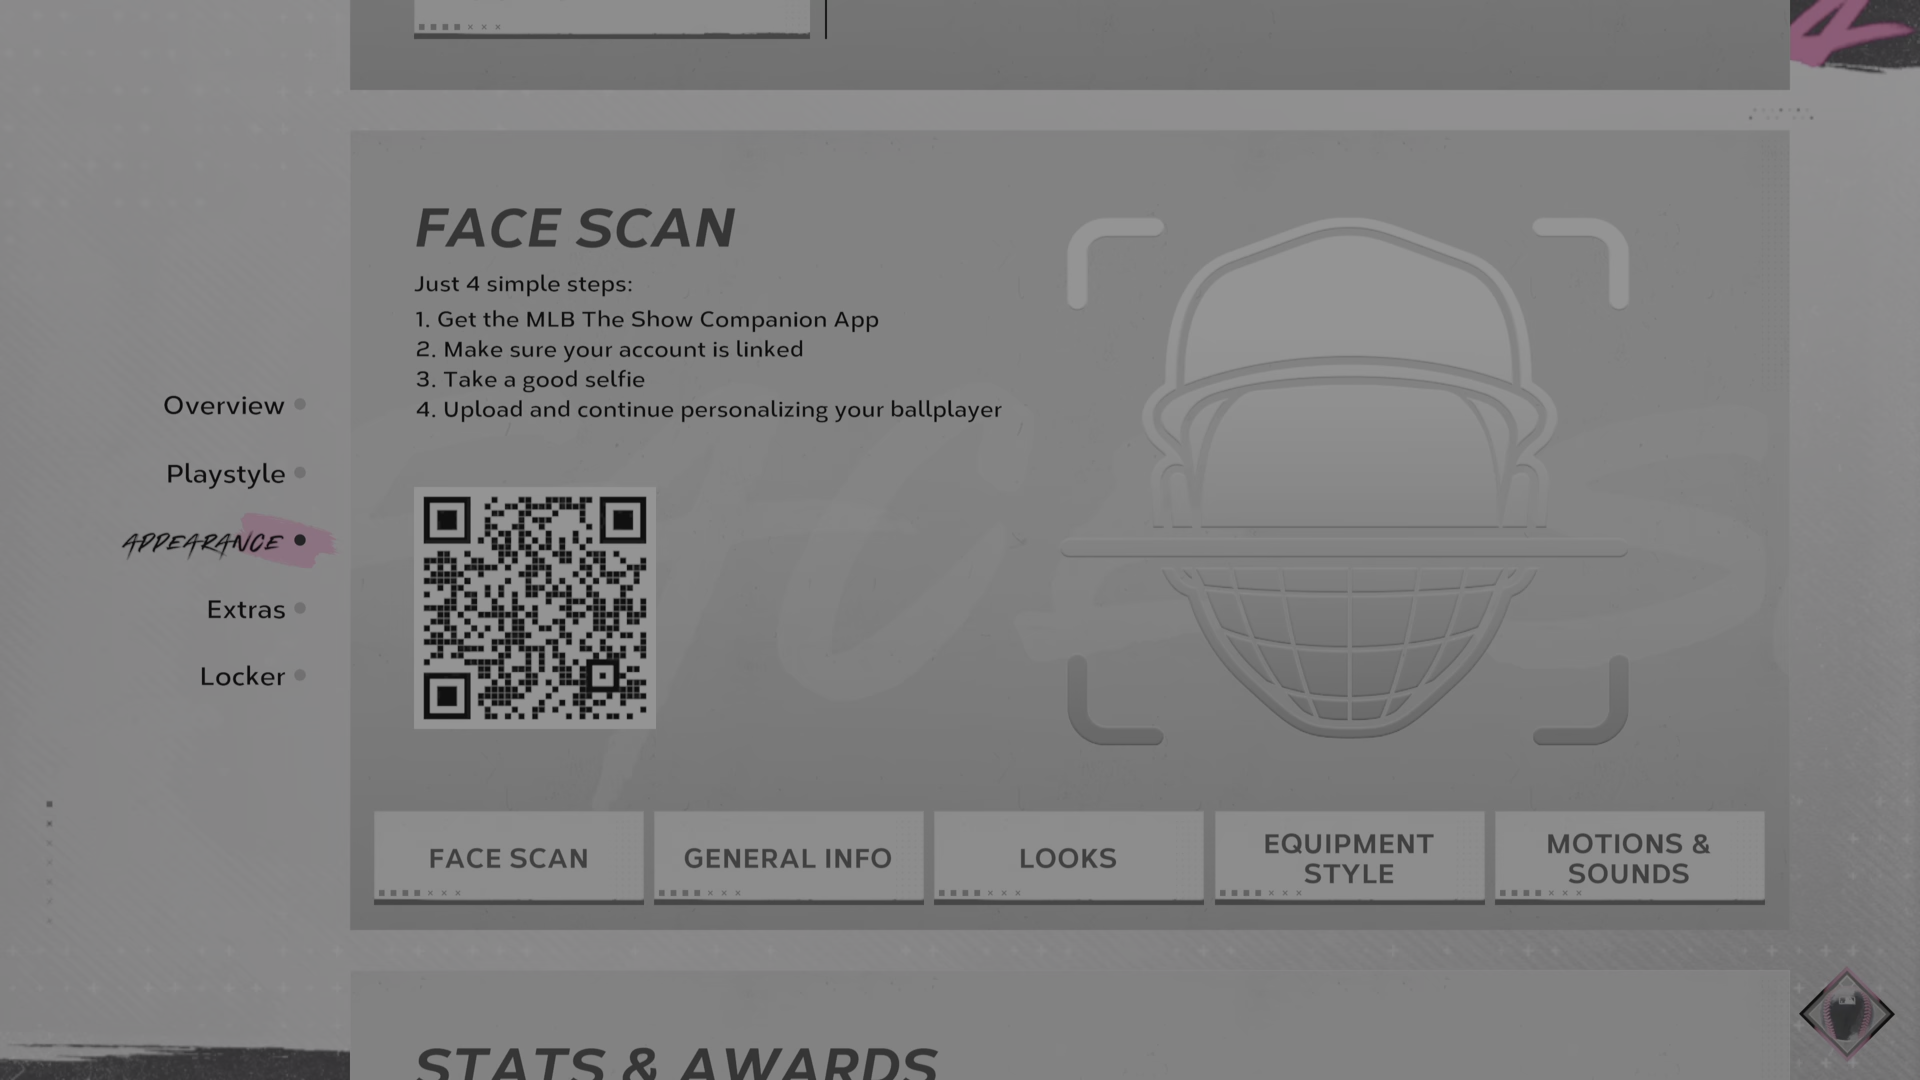 FACE SCAN
Just 4 simple steps:
1. Get the MLB The Show Companion App
2. Make sure your account is linked
3. Take a good selfie
4. Upload and continue personalizing your ballplayer
Overview
Playstyle
APPEARANCE
Extras
Locker
FACE SCAN
GENERAL INFO
LOOKS
EQUIPMENT
STYLE
MOTIONS &
SOUNDS
STATS & AWARDS